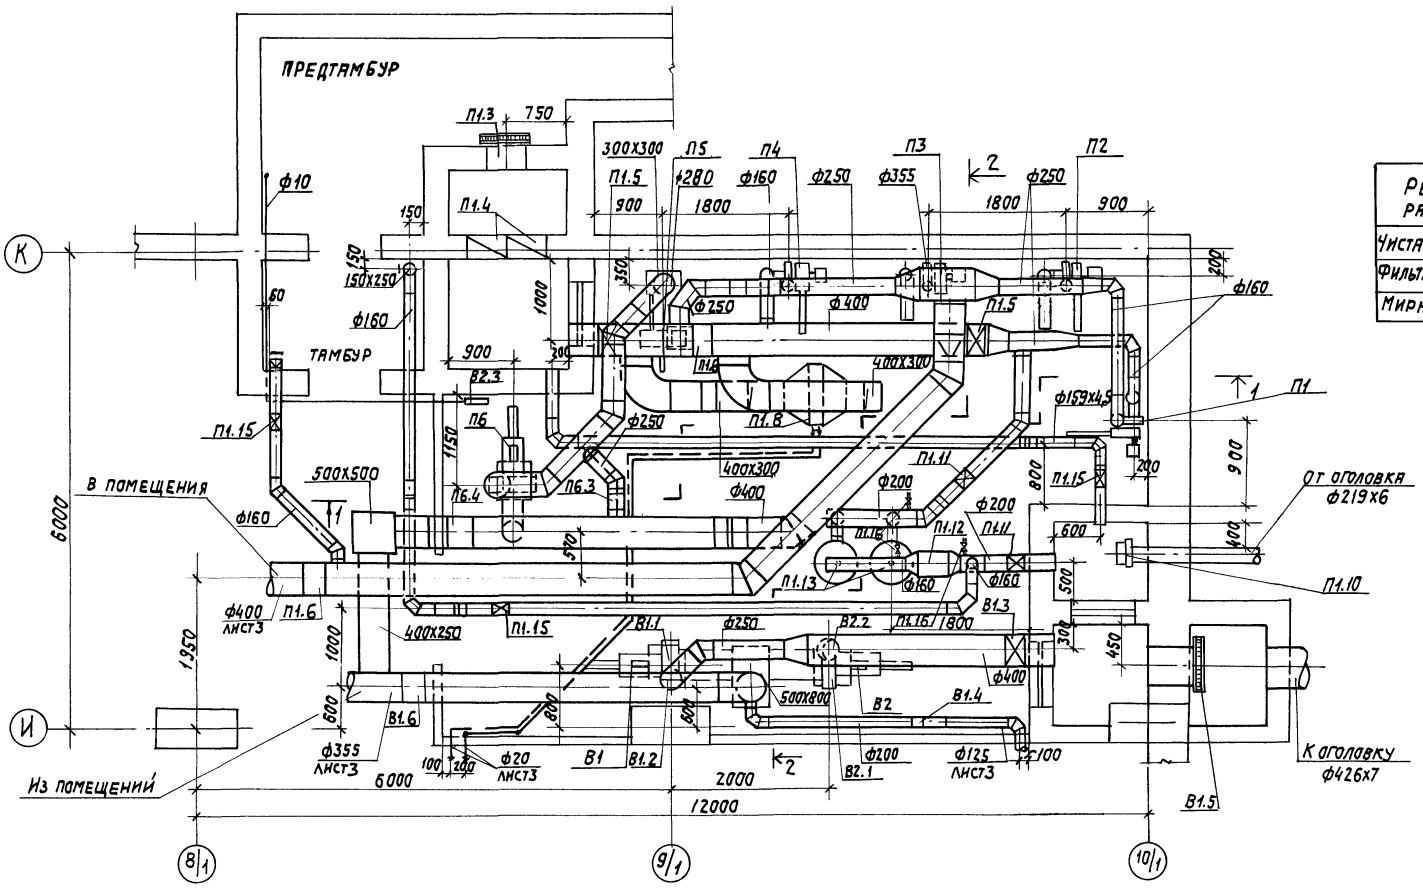 ПРЕДТАМБУР
П1.3
750
300х300
П5
П4
П3
2
П2
ф10
П1.5
ф280
ф160
ф250
ф355
ф250
150
П1.4
900
1800
1800
900
К
150
150х250
350
200
60
ф160
1000
ф250
ф400
П1.5
ф160
ТАМБУР
900
200
П1.6
400х300
В2.3
1
П1
П1.15
П6
1150
ф250
П1.8
ф159х4,5
900
500х500
400х300
П1.11
800
П1.15
200
В ПОМЕЩЕНИЯ
П6.4
П6.3
ф400
ф200
ф200
От оголовка
ф219х6
6000
ф160
1
570
П1.16
П1.12
П1.11
600
400
П1.13
ф160
ф160
500
П1.10
ф400
лист3
П1.6
1000
400х250
П1.15
В1.1
ф250
В2.2
П1.16
1800
В1.3
300
450
1950
600
В1.6
800
600
500х800
В2
В1.4
ф400
И
ф355
лист3
100
200
ф20
лист3
В1
В1.2
2
ф200
В2.1
ф125
лист3
100
К оголовку
ф426х7
Из помещений
6000
2000
12000
В1.5
8/1
9/1
10/1
ЧИСТА
ФИЛЬТ